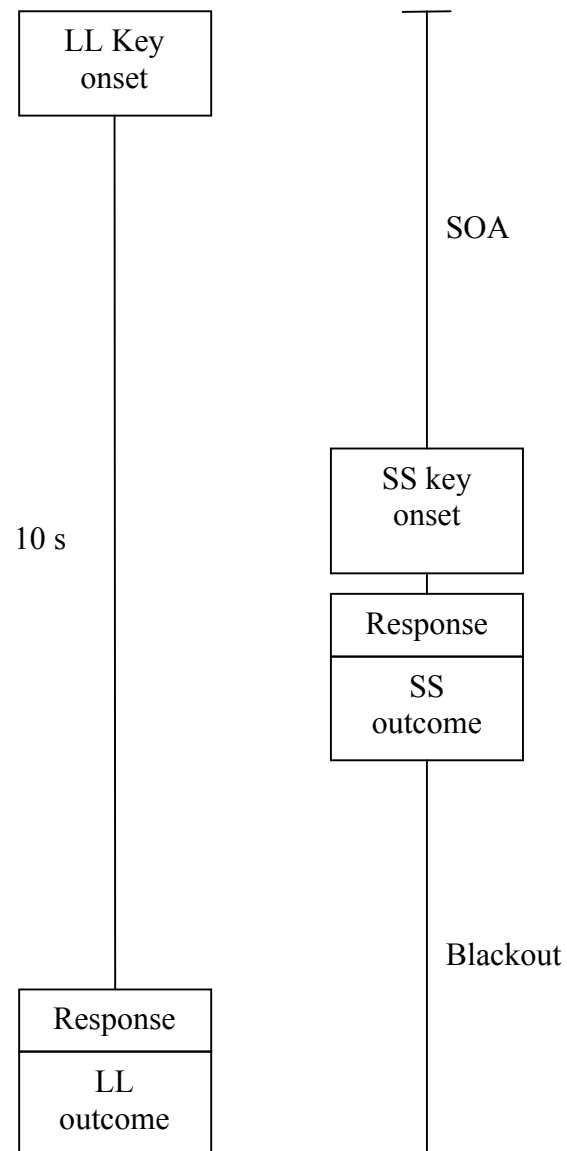 LL Key
onset
SOA
SS key
onset
10 s
Response
SS
outcome
Blackout
Response
LL
outcome